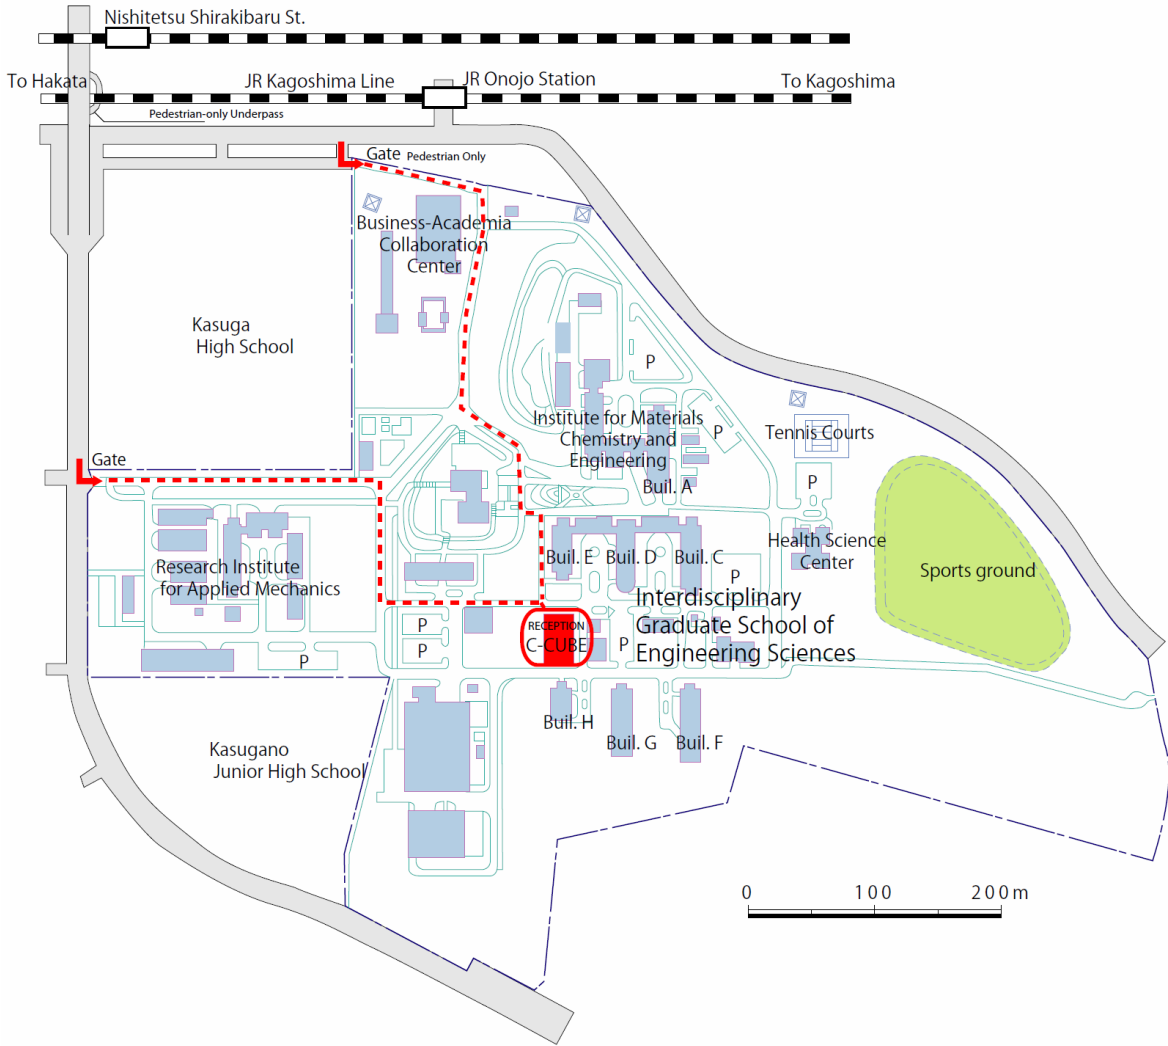 Nishitetsu Shirakibaru St.
To Hakata
JR Kagoshima Line
JR Onojo Station
To Kagoshima
Pedestrian-only Underpass
Gate Pedestrian Only
Business-Academia
Collaboration
Center
Kasuga
High School
P
Institute for Materials
Chemistry and
Engineering
P
Tennis Courts
Gate
Buil. A
P
Research Institute
for Applied Mechanics
Buil. E
Buil. D
Buil. C
Health Science
Center
Sports ground
P
Interdisciplinary
Graduate School of
Engineering Sciences
P
P
P
RECEPTION
C-CUBE
P
Buil. H
Buil. G
Buil. F
Kasugano
Junior High School
0 100 200m